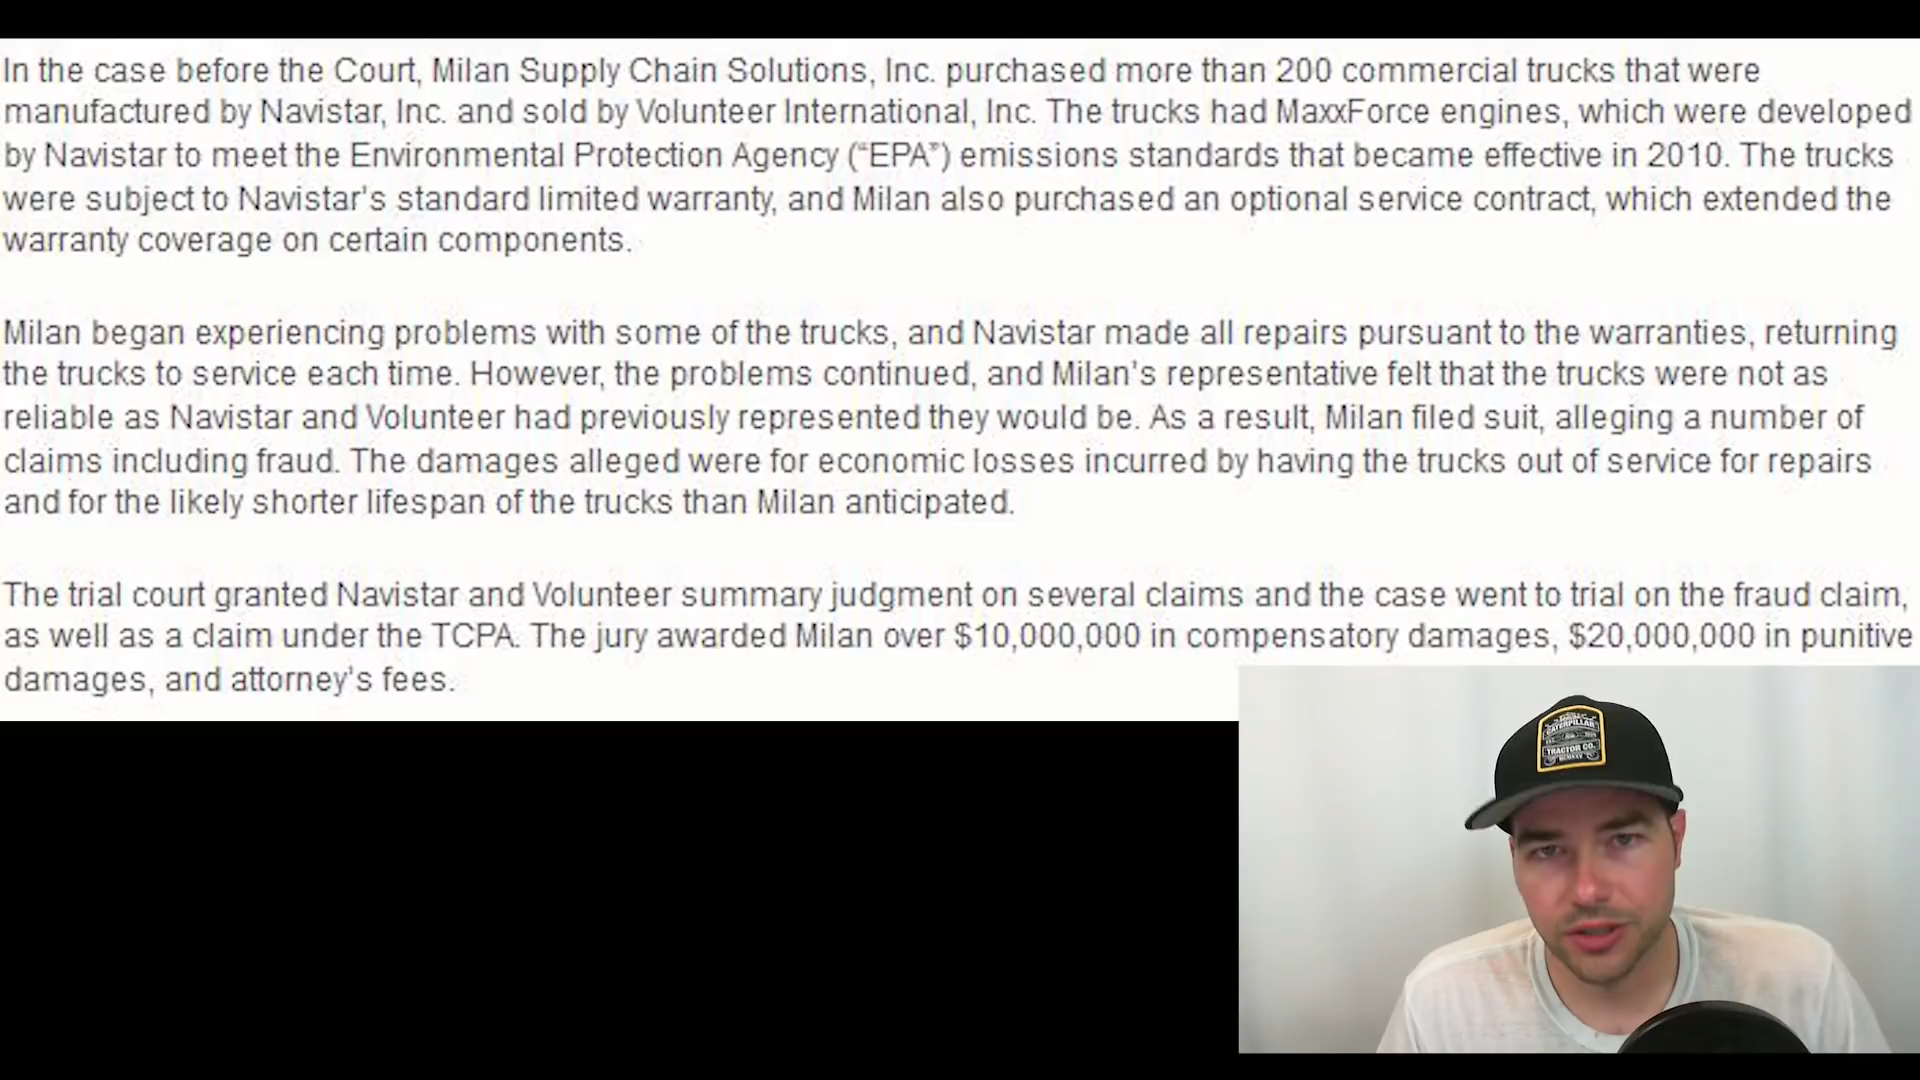 In the case before the Court, Milan Supply Chain Solutions, Inc. purchased more than 200 commercial trucks that were
manufactured by Navistar, Inc. and sold by Volunteer International, Inc. The trucks had MaxxForce engines, which were developed
by Navistar to meet the Environmental Protection Agency (“EPA”) emissions standards that became effective in 2010. The trucks
were subject to Navistar's standard limited warranty, and Milan also purchased an optional service contract, which extended the
warranty coverage on certain components.
Milan began experiencing problems with some of the trucks, and Navistar made all repairs pursuant to the warranties, returning
the trucks to service each time. However, the problems continued, and Milan's representative felt that the trucks were not as
reliable as Navistar and Volunteer had previously represented they would be. As a result, Milan filed suit, alleging a number of
claims including fraud. The damages alleged were for economic losses incurred by having the trucks out of service for repairs
and for the likely shorter lifespan of the trucks than Milan anticipated.
The trial court granted Navistar and Volunteer summary judgment on several claims and the case went to trial on the fraud claim,
as well as a claim under the TCPA. The jury awarded Milan over $10,000,000 in compensatory damages, $20,000,000 in punitive
damages, and attorney's fees.
CATERPILLAR
TRACTOR CO.